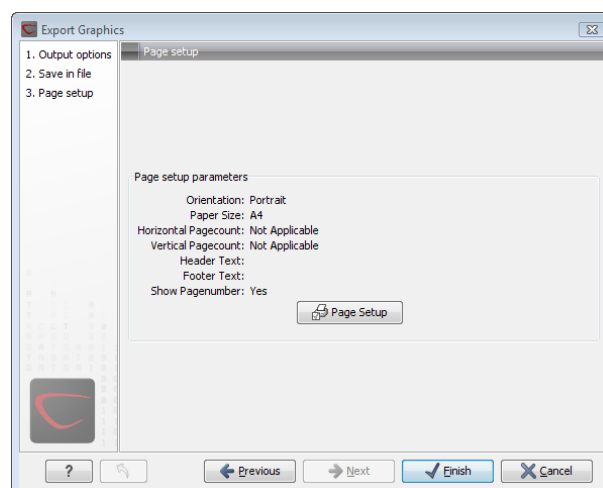 Export Graphics
1. Output options
2. Save in file
3. Page setup
Page setup
Page setup parameters
Orientation: Portrait
Paper Size: A4
Horizontal Pagecount: Not Applicable
Vertical Pagecount: Not Applicable
Header Text:
Footer Text:
Show Pagenumber: Yes
Page Setup
? Previous Next Finish Cancel